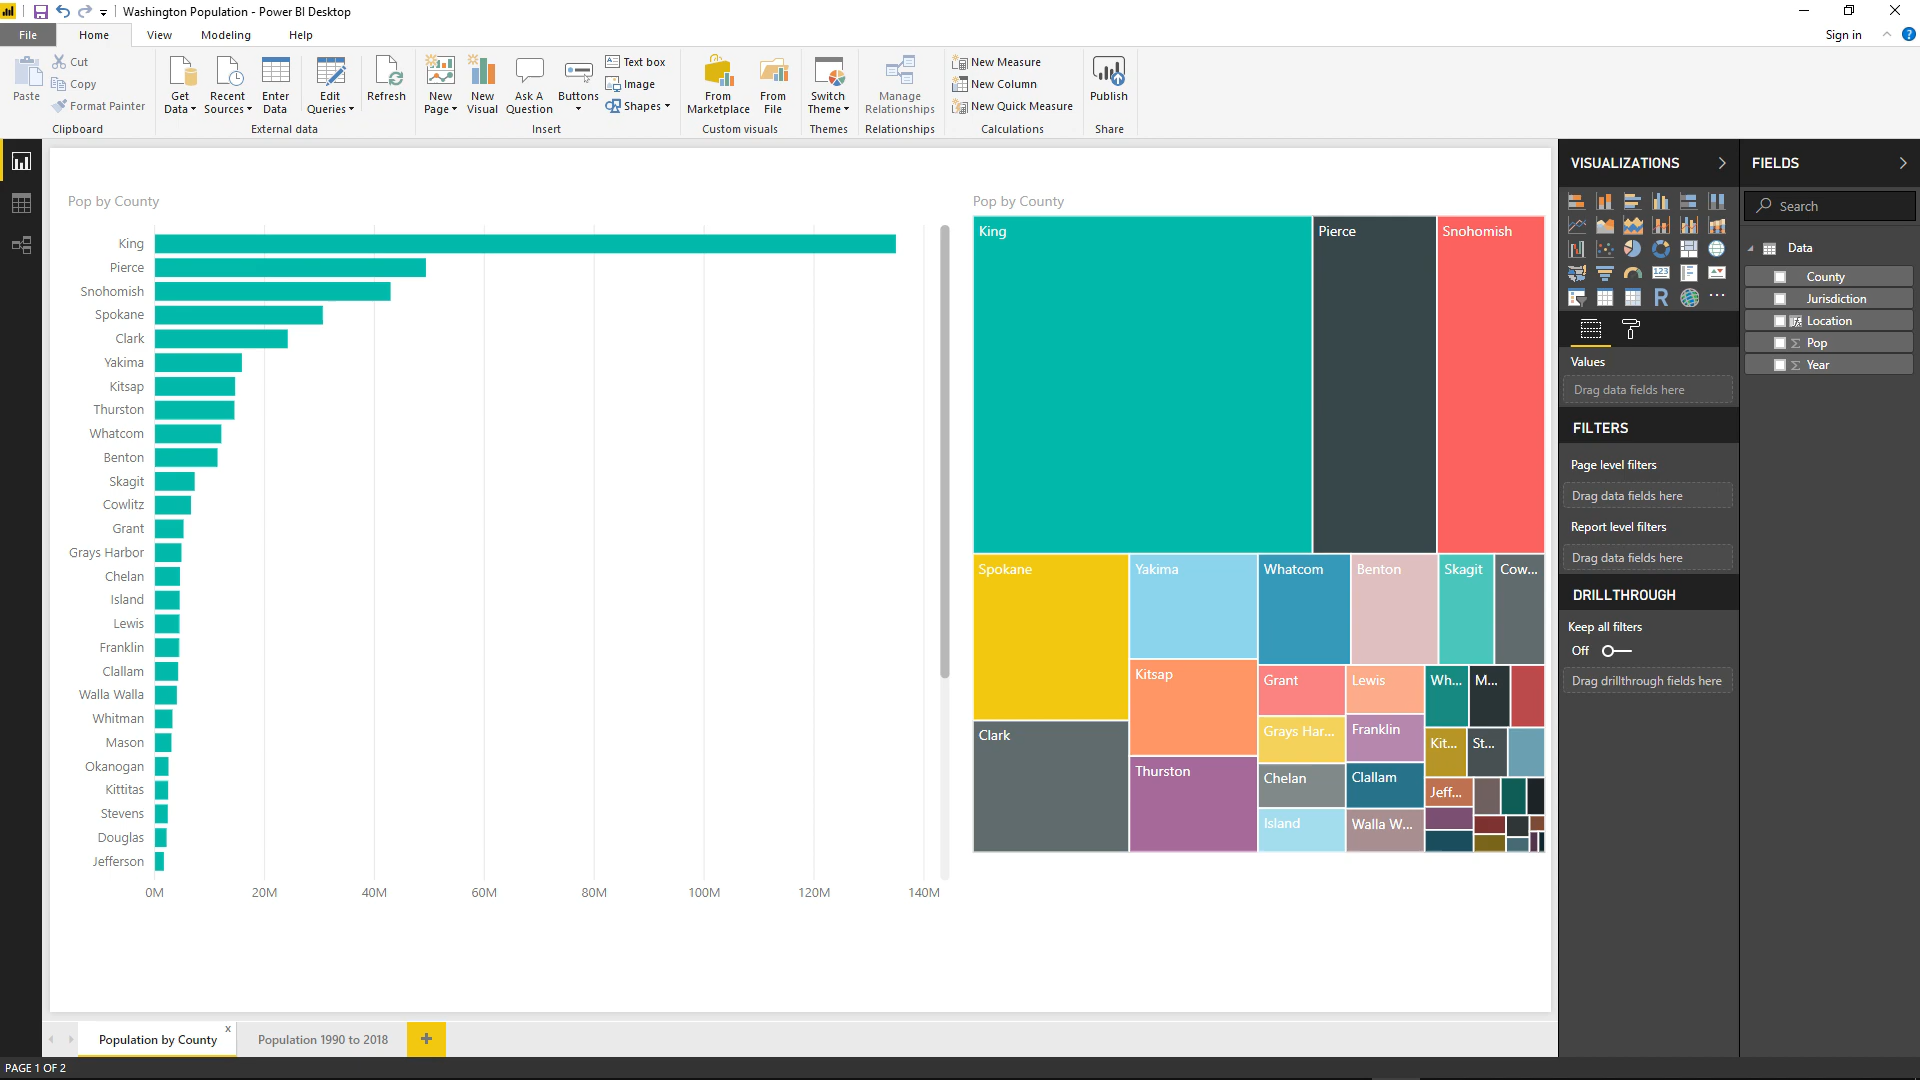 Washington Population - Power BI Desktop
File Home View Modeling Help Sign in
Paste
Cut
Copy
Format Painter
Clipboard
Get Data
Recent Sources
Enter Data
Edit Queries
Refresh
External data
New Page
New Visual
Ask A Question
Buttons
Text box
Image
Shapes
Insert
From Marketplace
From File
Custom visuals
Switch Theme
Themes
Manage Relationships
Relationships
New Measure
New Column
New Quick Measure
Calculations
Publish
Share
Pop by County
King
Pierce
Snohomish
Spokane
Clark
Yakima
Kitsap
Thurston
Whatcom
Benton
Skagit
Cowlitz
Grant
Grays Harbor
Chelan
Island
Lewis
Franklin
Clallam
Walla Walla
Whitman
Mason
Okanogan
Kittitas
Stevens
Douglas
Jefferson
0M 20M 40M 60M 80M 100M 120M 140M
Pop by County
King Pierce Snohomish
Spokane Yakima Whatcom Benton Skagit Cow...
Kitsap Grant Lewis Wh... M...
Grays Har... Franklin Kit... St...
Clark Thurston Chelan Clallam Jeff...
Island Walla W...
VISUALIZATIONS
Values
Drag data fields here
FILTERS
Page level filters
Drag data fields here
Report level filters
Drag data fields here
DRILLTHROUGH
Keep all filters
Off
Drag drillthrough fields here
FIELDS
Search
Data
County
Jurisdiction
Location
Pop
Year
Population by County
Population 1990 to 2018
PAGE 1 OF 2